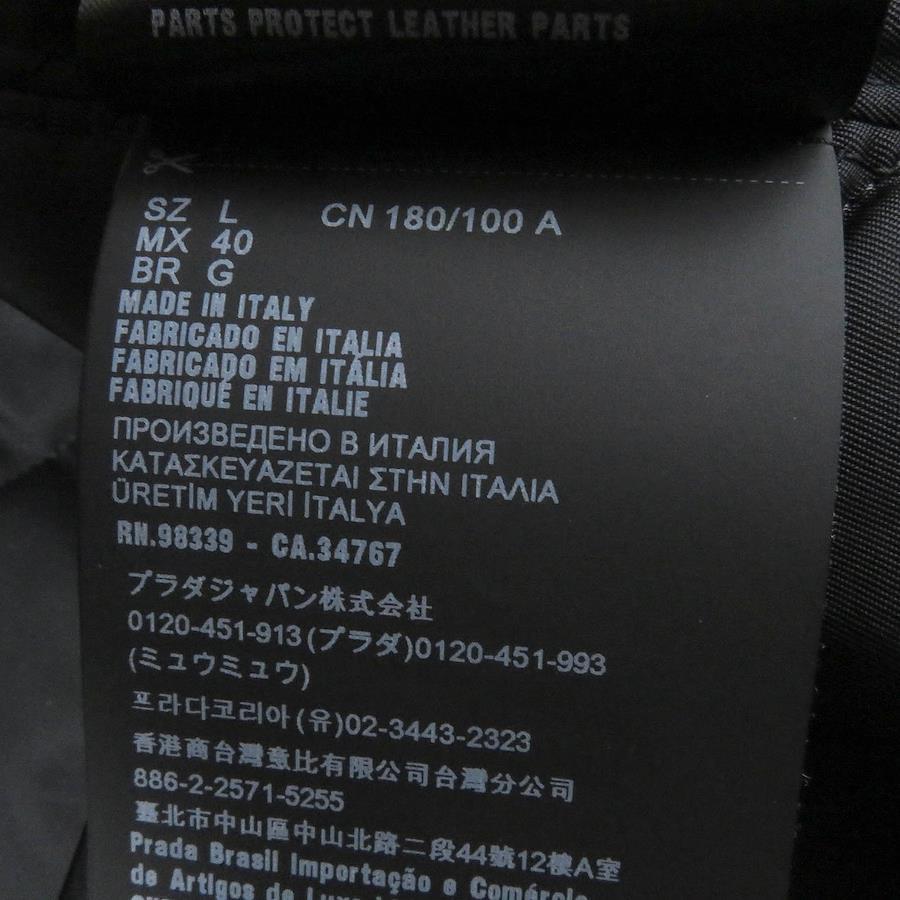 PARTS PROTECT LEATHER PARTS
SZ L CN 180/100 A
MX 40
BR G
MADE IN ITALY
FABRICADO EN ITALIA
FABRICADO EM ITÁLIA
FABRIQUÉ EN ITALIE
ПРОИЗВЕДЕНО В ИТАЛИЯ
ΚΑΤΑΣΚΕΥΑΖΕΤΑΙ ΣΤΗΝ ΙΤΑΛΙΑ
ÜRETİM YERİ İTALYA
RN.98339 - CA.34767
プラダジャパン株式会社
0120-451-913(プラダ)0120-451-993
(ミュウミュウ)
프라다코리아(유)02-3443-2323
香港商台灣意比有限公司台灣分公司
886-2-2571-5255
臺北市中山區中山北路二段44號12樓A室
Prada Brasil Importação e Comércio
de Artigos de Luxo